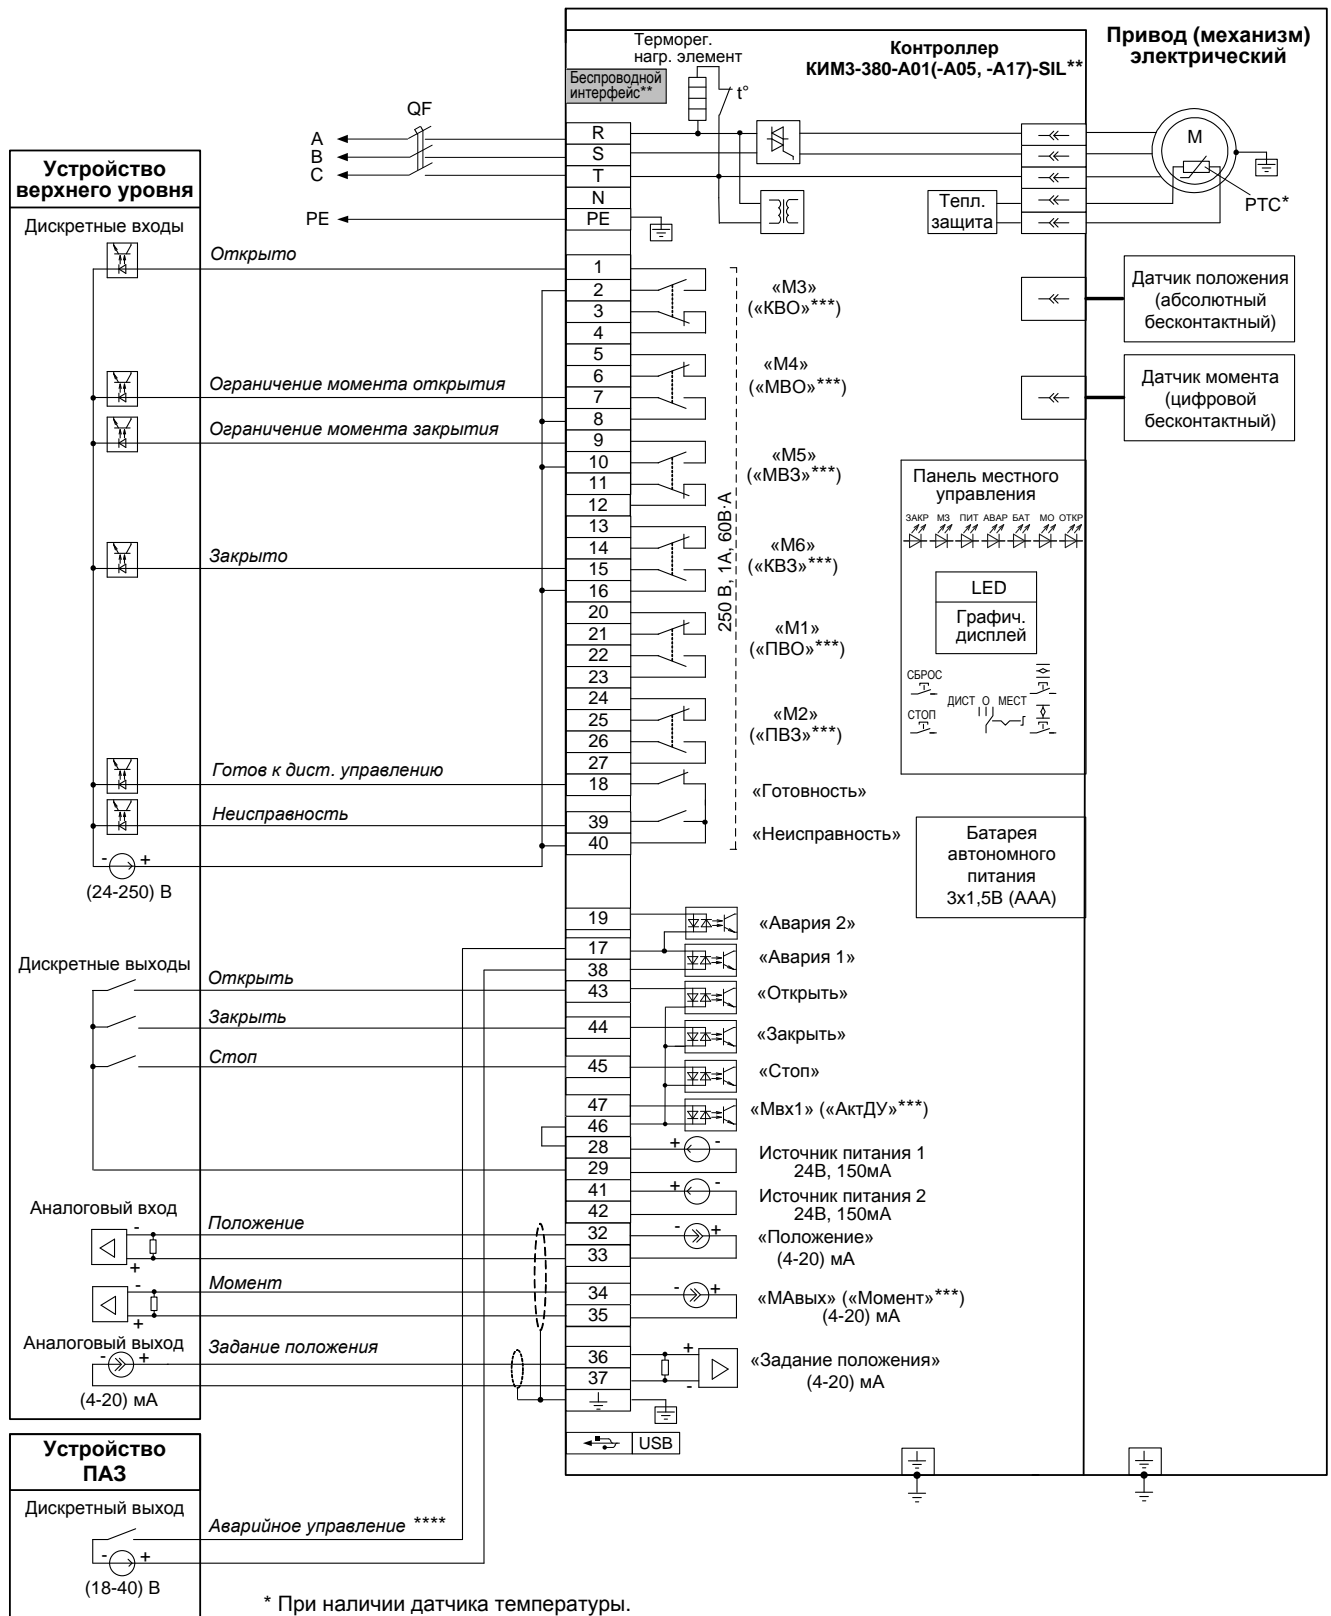 Привод (механизм)
электрический
Контроллер
КИМ3-380-А01(-А05, -А17)-SIL**
Терморег.
нагр. элемент
Беспроводной
интерфейс**
t°
QF
A
B
C
PE
R
S
T
N
PE
M
PTC*
Тепл.
защита
Устройство
верхнего уровня
Дискретные входы
Открыто
Ограничение момента открытия
Ограничение момента закрытия
Закрыто
Готов к дист. управлению
Неисправность
- +
(24-250) В
1
2
3
4
5
6
7
8
9
10
11
12
13
14
15
16
20
21
22
23
24
25
26
27
18
39
40
«М3»
(«КВО»***)
«М4»
(«МВО»***)
«М5»
(«МВЗ»***)
«М6»
(«КВЗ»***)
«М1»
(«ПВО»***)
«М2»
(«ПВЗ»***)
«Готовность»
«Неисправность»
250 В, 1А, 60В·А
Датчик положения
(абсолютный
бесконтактный)
Датчик момента
(цифровой
бесконтактный)
Панель местного
управления
ЗАКР МЗ ПИТ АВАР БАТ МО ОТКР
LED
Графич.
дисплей
СБРОС
ДИСТ О МЕСТ
СТОП
Батарея
автономного
питания
3х1,5В (ААА)
Дискретные выходы
Открыть
Закрыть
Стоп
19
17
38
43
44
45
47
46
28
29
41
42
32
33
34
35
36
37
«Авария 2»
«Авария 1»
«Открыть»
«Закрыть»
«Стоп»
«Мвх1» («АктДУ»***)
+ -
Источник питания 1
24В, 150мА
+ -
Источник питания 2
24В, 150мА
- +
«Положение»
(4-20) мА
- +
«МАвых» («Момент»***)
(4-20) мА
+
-
«Задание положения»
(4-20) мА
USB
Аналоговый вход
-
+
Положение
-
+
Момент
Аналоговый выход
- +
Задание положения
(4-20) мА
Устройство
ПАЗ
Дискретный выход
Аварийное управление ****
- +
(18-40) В
* При наличии датчика температуры.